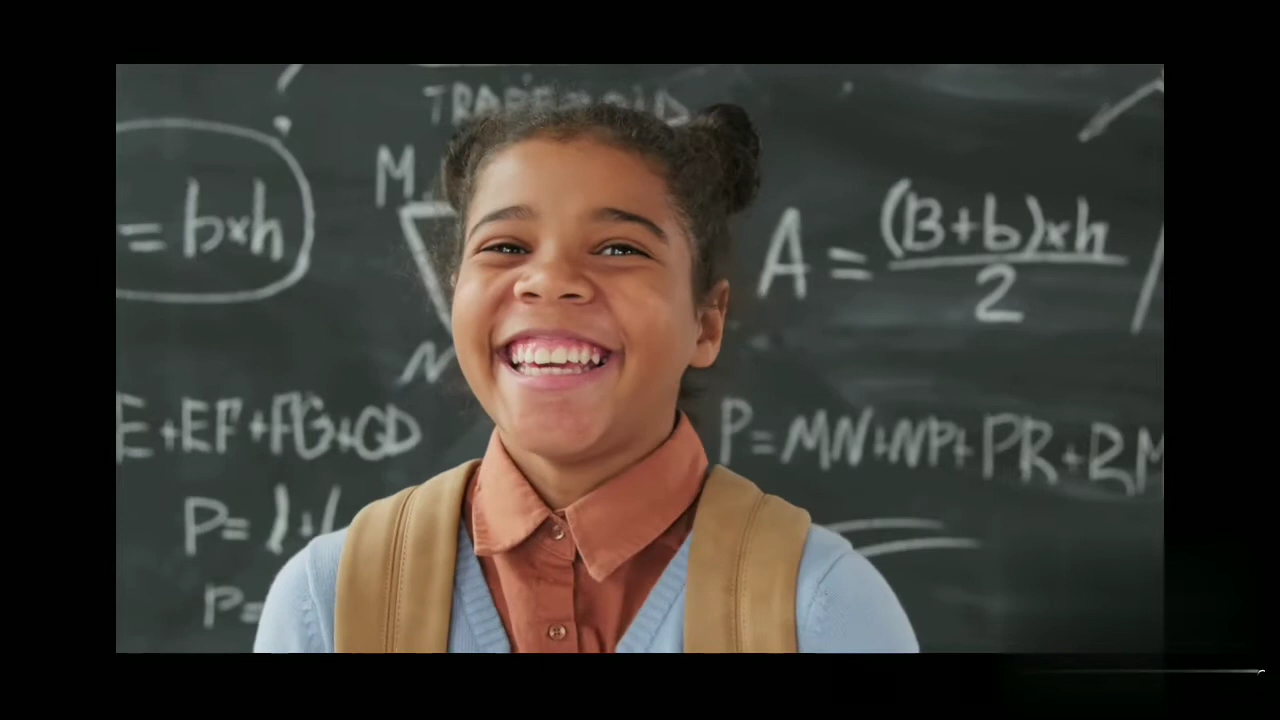 TRAPEZOID
M
= b×h
A = (B+b)×h
2
N
E+EF+FG+GD
P=MN+NP+PR+RM
P=
P=